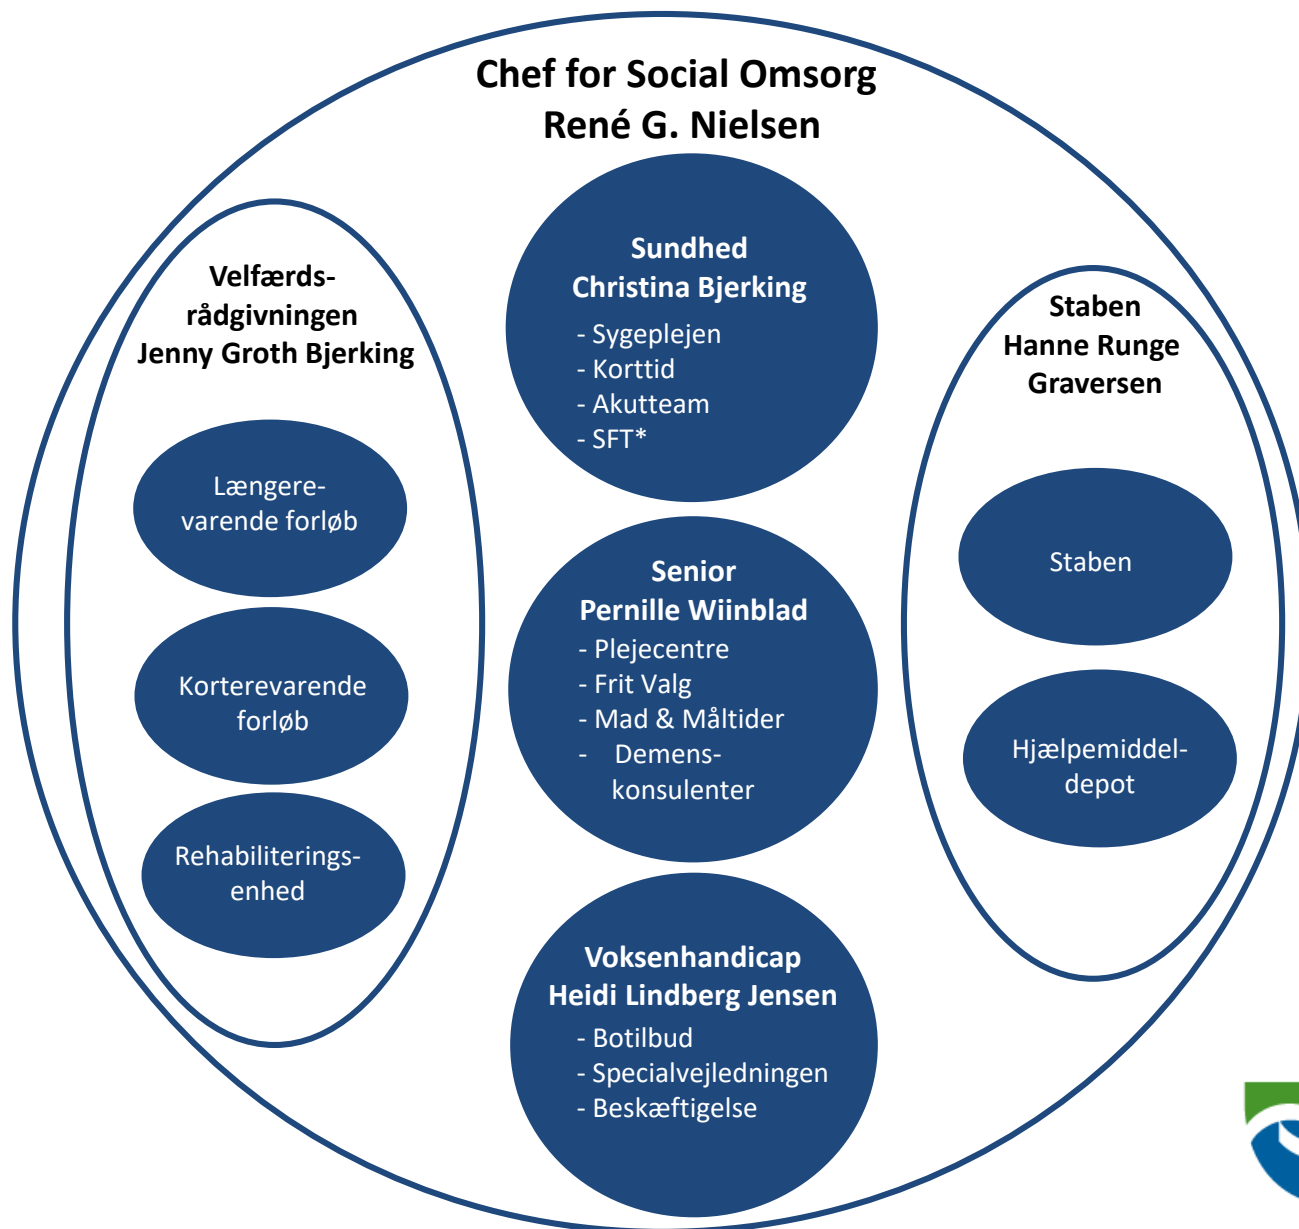 Chef for Social Omsorg
René G. Nielsen
Velfærds-
rådgivningen
Jenny Groth Bjerking
Længere-
varende forløb
Korterevarende
forløb
Rehabiliterings-
enhed
Sundhed
Christina Bjerking
- Sygeplejen
- Korttid
- Akutteam
- SFT*
Senior
Pernille Wiinblad
- Plejecentre
- Frit Valg
- Mad & Måltider
- Demens-
konsulenter
Voksenhandicap
Heidi Lindberg Jensen
- Botilbud
- Specialvejledningen
- Beskæftigelse
Staben
Hanne Runge
Graversen
Staben
Hjælpemiddel-
depot